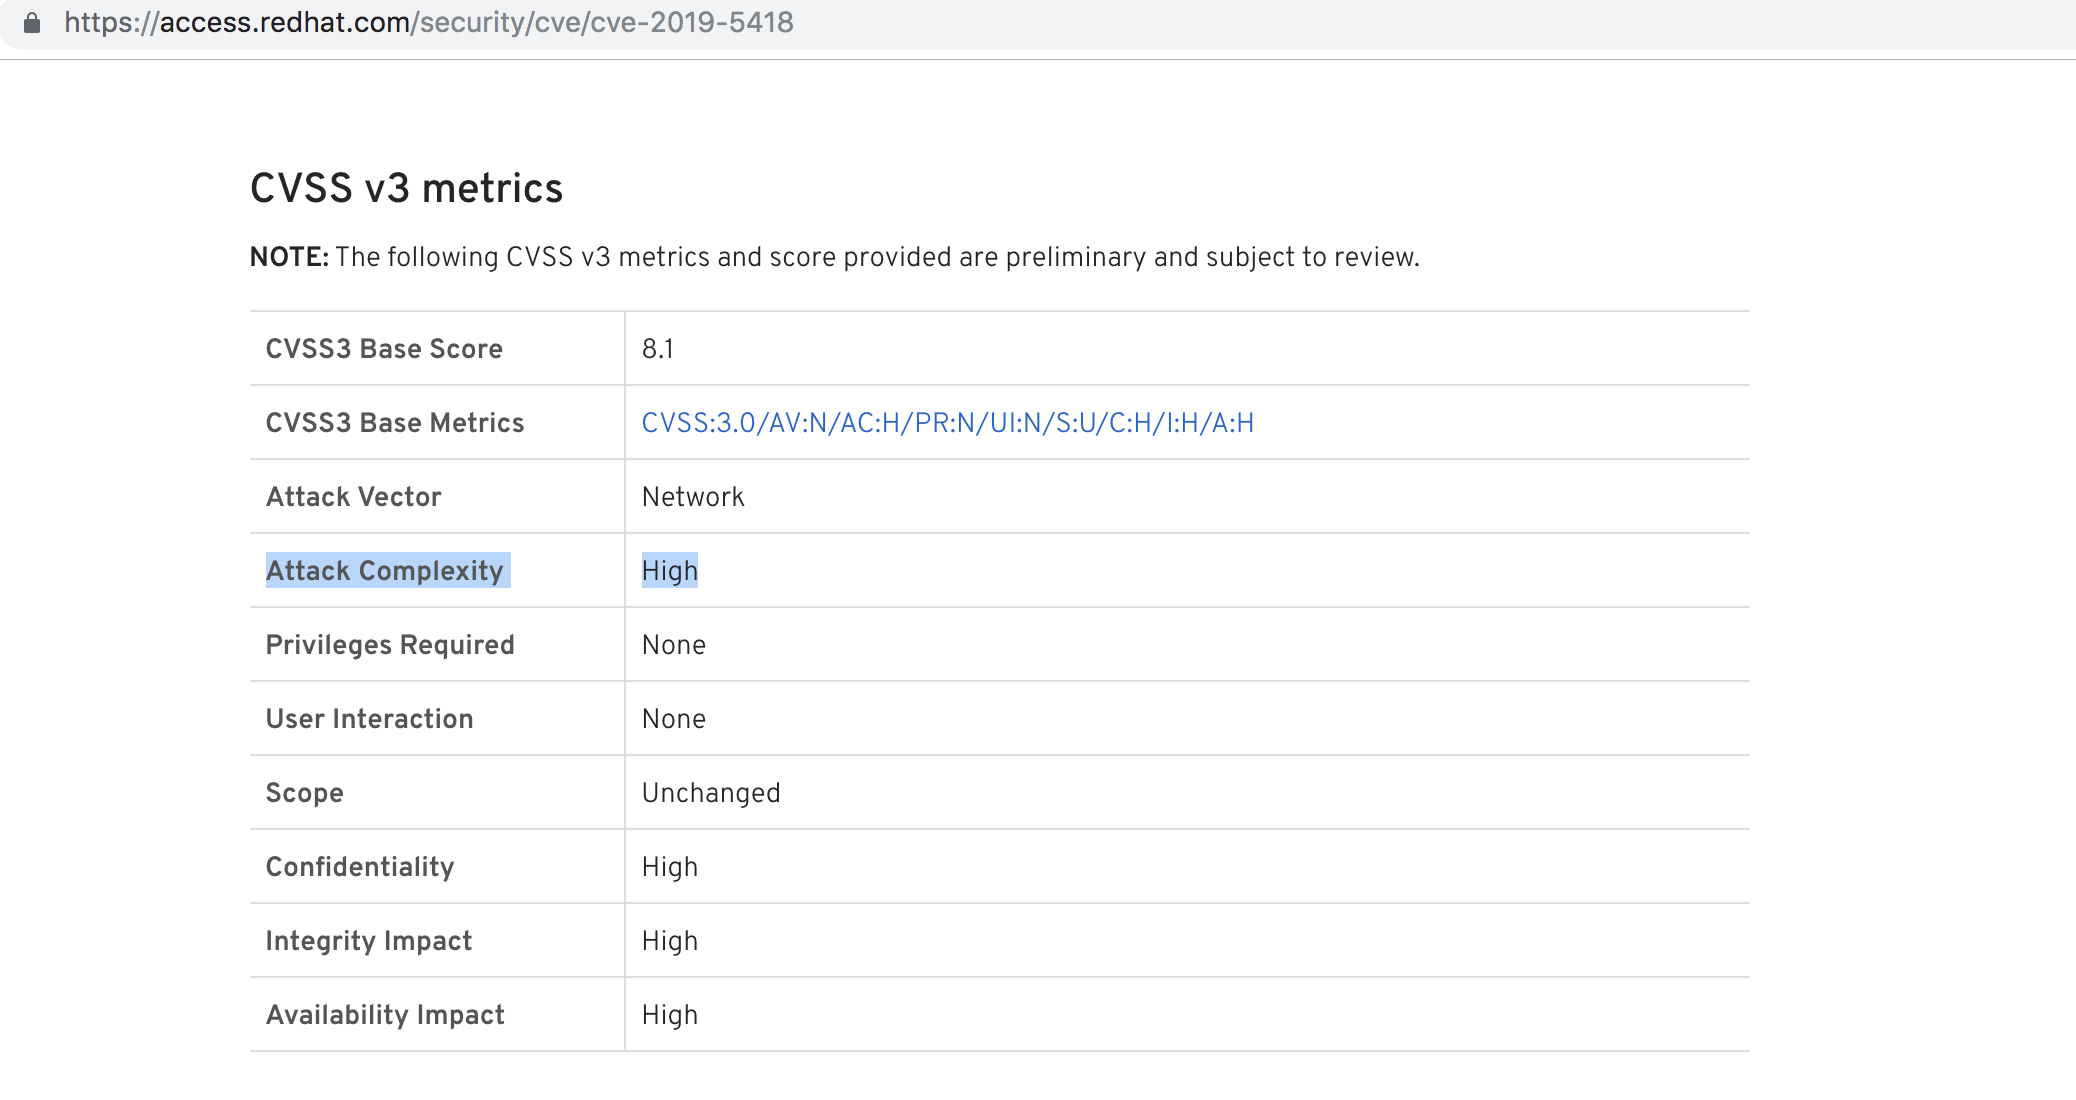 https://access.redhat.com/security/cve/cve-2019-5418
CVSS v3 metrics
NOTE: The following CVSS v3 metrics and score provided are preliminary and subject to review.
CVSS3 Base Score 8.1
CVSS3 Base Metrics CVSS:3.0/AV:N/AC:H/PR:N/UI:N/S:U/C:H/I:H/A:H
Attack Vector Network
Attack Complexity High
Privileges Required None
User Interaction None
Scope Unchanged
Confidentiality High
Integrity Impact High
Availability Impact High